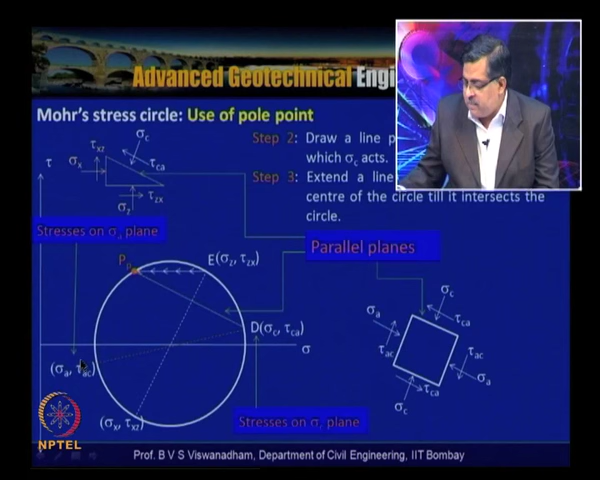 Advanced Geotechnical Engi
Mohr's stress circle: Use of pole point
Step 2: Draw a line p
which σc acts.
Step 3: Extend a line
centre of the circle till it intersects the
circle.
σc
τxz
τca
σx
τzx
σz
τ
Stresses on σa plane
Parallel planes
Pp
E(σz, τzx)
D(σc, τca)
σ
(σa, τac)
(σx, τxz)
Stresses on σc plane
σc
σa
τca
τac
τac
σa
τca
σc
NPTEL
Prof. B V S Viswanadham, Department of Civil Engineering, IIT Bombay